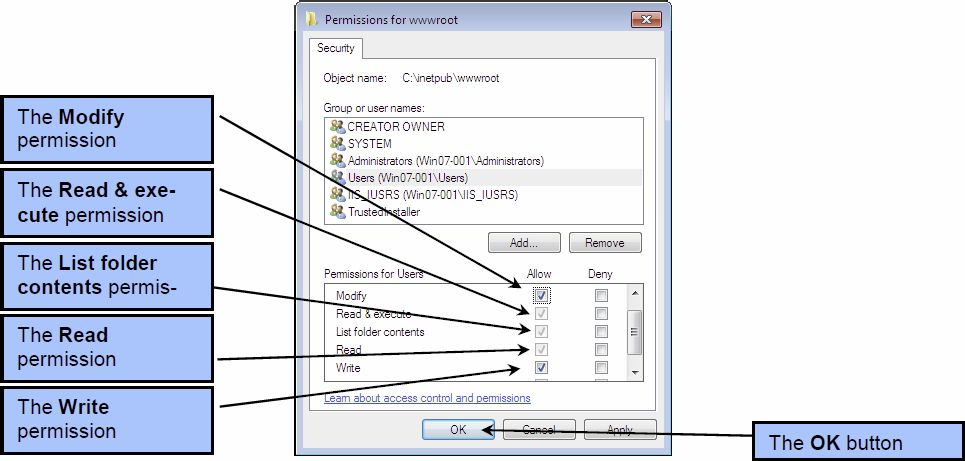 Permissions for wwwroot
Security
Object name: C:\inetpub\wwwroot
Group or user names:
CREATOR OWNER
SYSTEM
Administrators (Win07-001\Administrators)
Users (Win07-001\Users)
IIS_IUSRS (Win07-001\IIS_IUSRS)
TrustedInstaller
Add... Remove
Permissions for Users Allow Deny
Modify
Read & execute
List folder contents
Read
Write
Learn about access control and permissions
OK Cancel Apply
The Modify
permission
The Read & exe-
cute permission
The List folder
contents permis-
The Read
permission
The Write
permission
The OK button